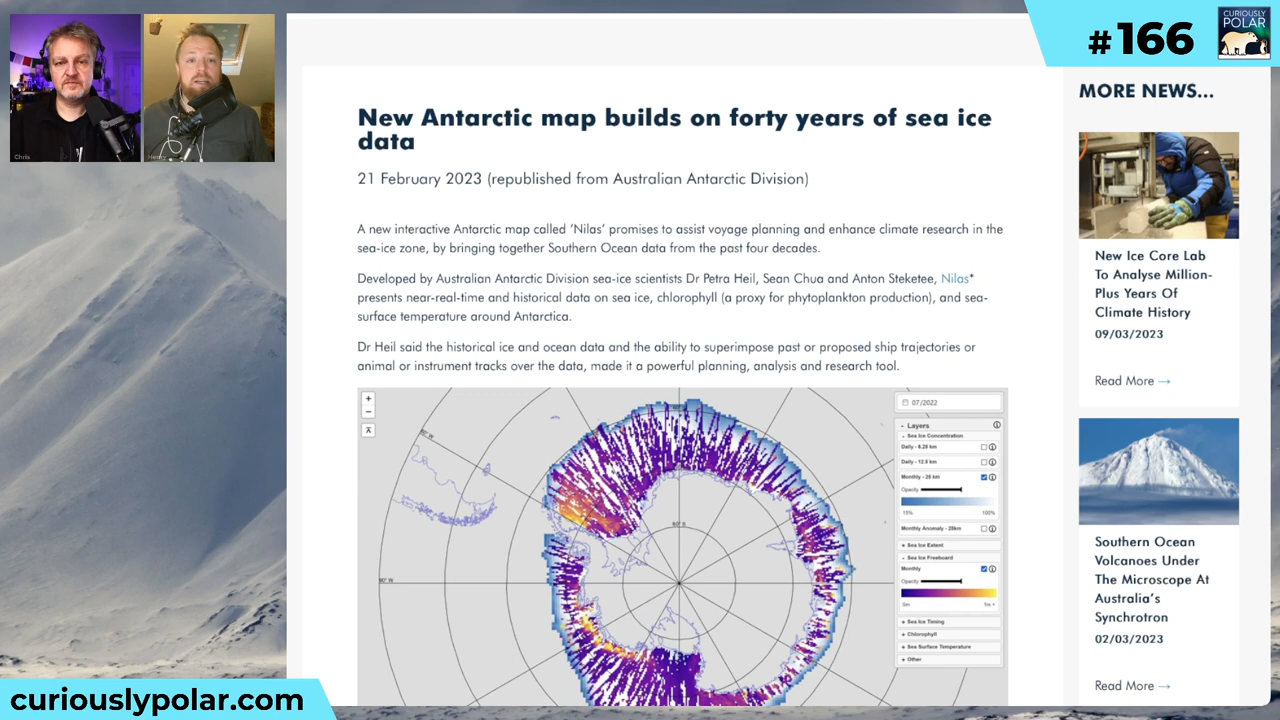 Chris
Henry
#166
CURIOUSLY
POLAR
New Antarctic map builds on forty years of sea ice
data
21 February 2023 (republished from Australian Antarctic Division)
A new interactive Antarctic map called ‘Nilas’ promises to assist voyage planning and enhance climate research in the
sea-ice zone, by bringing together Southern Ocean data from the past four decades.
Developed by Australian Antarctic Division sea-ice scientists Dr Petra Heil, Sean Chua and Anton Steketee, Nilas*
presents near-real-time and historical data on sea ice, chlorophyll (a proxy for phytoplankton production), and sea-
surface temperature around Antarctica.
Dr Heil said the historical ice and ocean data and the ability to superimpose past or proposed ship trajectories or
animal or instrument tracks over the data, made it a powerful planning, analysis and research tool.
+
−
07/2022
Layers
Sea Ice Concentration
Daily - 6.25 km
Daily - 12.5 km
Monthly - 25 km
Opacity
15% 100%
Monthly Anomaly - 25km
+ Sea Ice Extent
- Sea Ice Freeboard
Monthly
Opacity
0m 1m +
+ Sea Ice Timing
+ Chlorophyll
+ Sea Surface Temperature
+ Other
MORE NEWS...
New Ice Core Lab
To Analyse Million-
Plus Years Of
Climate History
09/03/2023
Read More →
Southern Ocean
Volcanoes Under
The Microscope At
Australia’s
Synchrotron
02/03/2023
Read More →
curiouslypolar.com